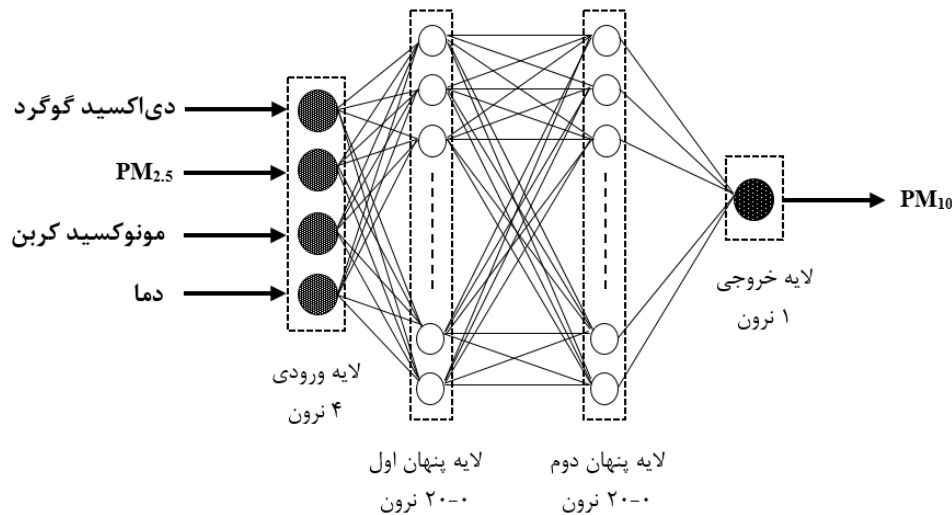 دی‌اکسید گوگرد
PM2.5
مونوکسید کربن
دما
PM10
لایه ورودی
۴ نرون
لایه پنهان اول
۲۰-۰ نرون
لایه پنهان دوم
۲۰-۰ نرون
لایه خروجی
۱ نرون